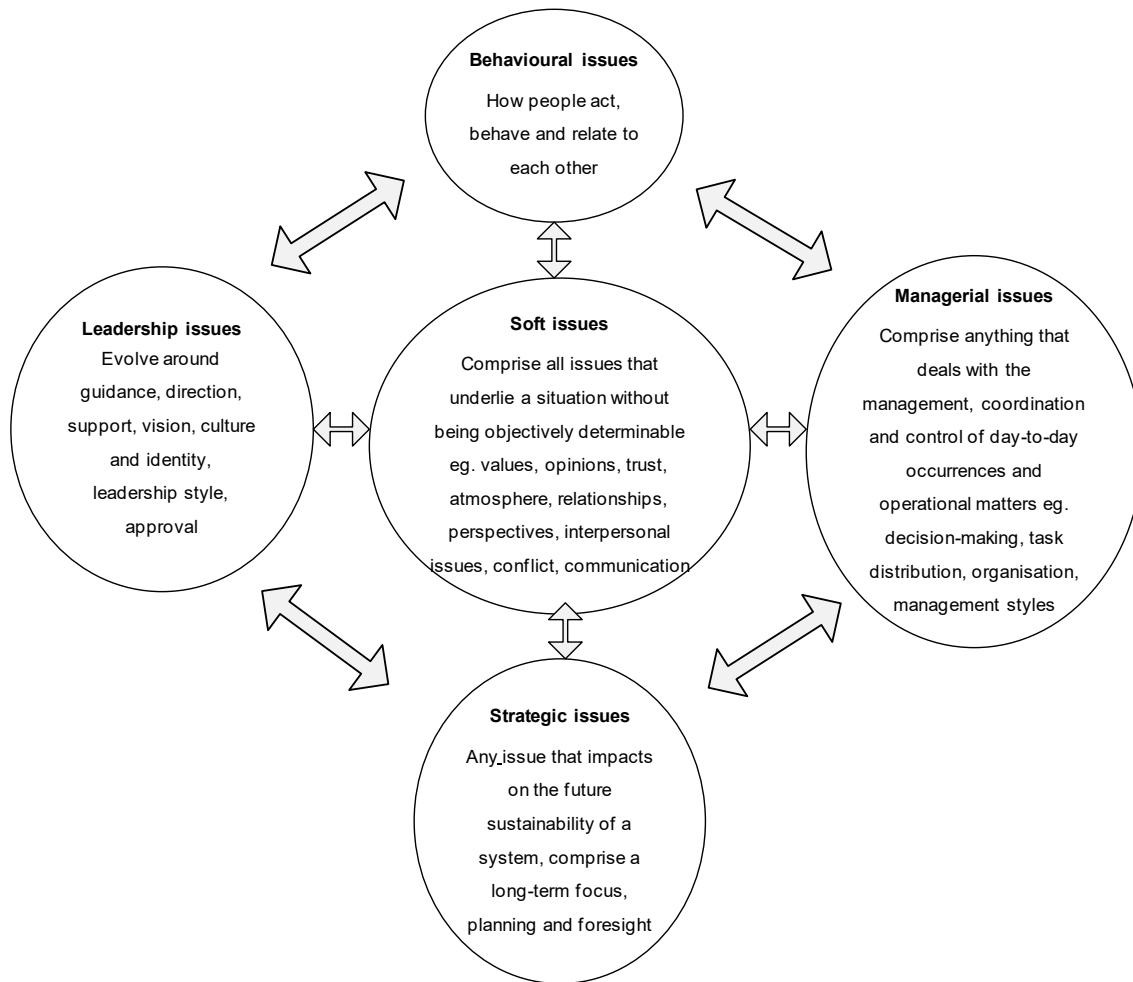 Behavioural issues
How people act,
behave and relate to
each other
Leadership issues
Evolve around
guidance, direction,
support, vision, culture
and identity,
leadership style,
approval
Soft issues
Comprise all issues that
underlie a situation without
being objectively determinable
eg. values, opinions, trust,
atmosphere, relationships,
perspectives, interpersonal
issues, conflict, communication
Managerial issues
Comprise anything that
deals with the
management, coordination
and control of day-to-day
occurrences and
operational matters eg.
decision-making, task
distribution, organisation,
management styles
Strategic issues
Any issue that impacts
on the future
sustainability of a
system, comprise a
long-term focus,
planning and foresight